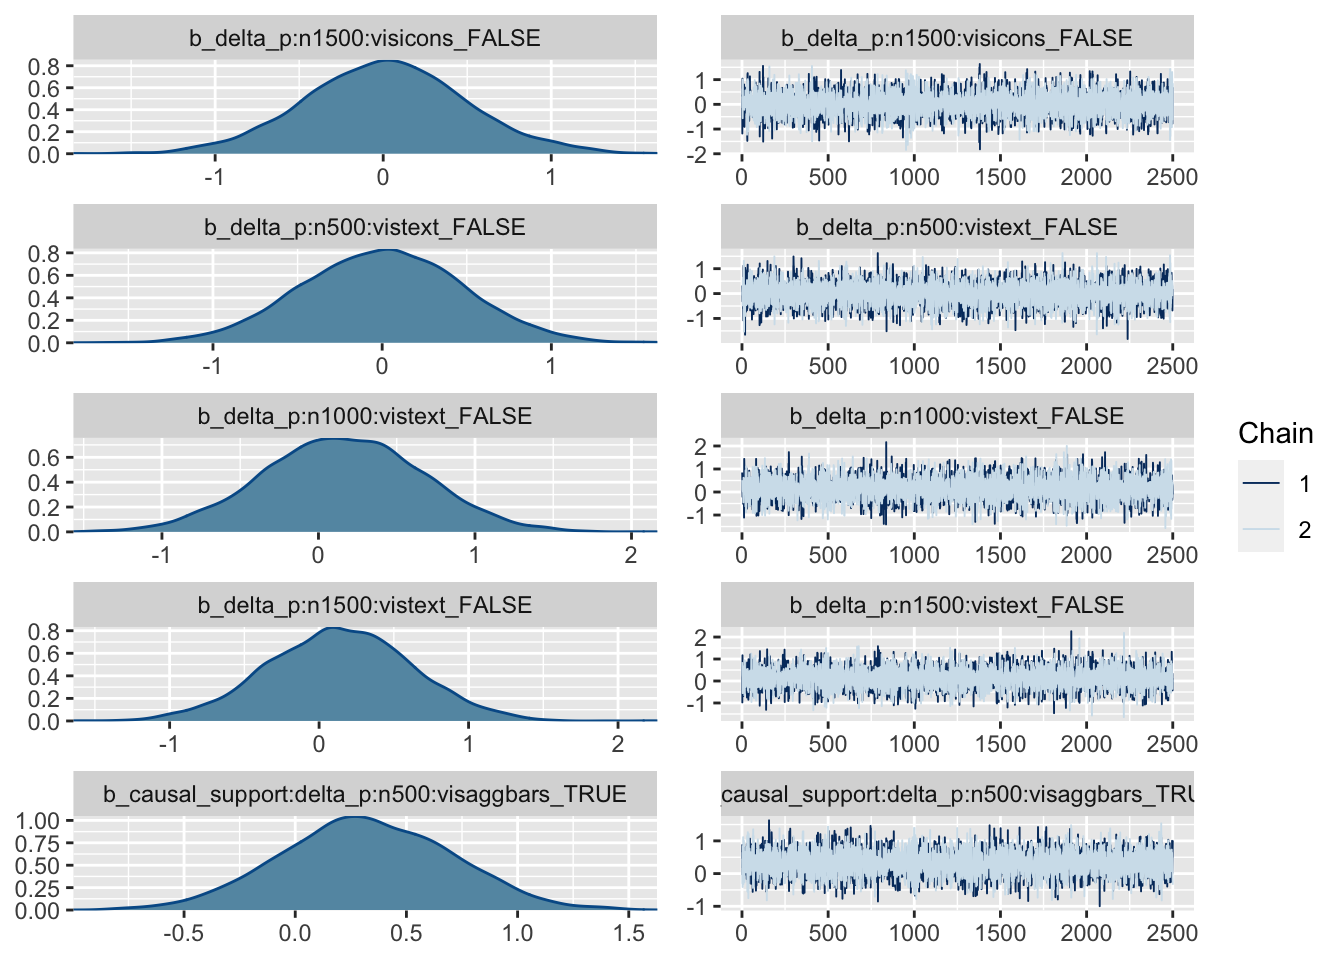 b_delta_p:n1500:visicons_FALSE
0.8
0.6
0.4
0.2
0.0
-1 0 1
b_delta_p:n1500:visicons_FALSE
1
0
-1
-2
0 500 1000 1500 2000 2500
b_delta_p:n500:vistext_FALSE
0.8
0.6
0.4
0.2
0.0
-1 0 1
b_delta_p:n500:vistext_FALSE
1
0
-1
0 500 1000 1500 2000 2500
b_delta_p:n1000:vistext_FALSE
0.6
0.4
0.2
0.0
-1 0 1 2
b_delta_p:n1000:vistext_FALSE
2
1
0
-1
0 500 1000 1500 2000 2500
b_delta_p:n1500:vistext_FALSE
0.8
0.6
0.4
0.2
0.0
-1 0 1 2
b_delta_p:n1500:vistext_FALSE
2
1
0
-1
0 500 1000 1500 2000 2500
b_causal_support:delta_p:n500:visaggbars_TRUE
1.00
0.75
0.50
0.25
0.00
-0.5 0.0 0.5 1.0 1.5
_causal_support:delta_p:n500:visaggbars_TRU
1
0
-1
0 500 1000 1500 2000 2500
Chain
1
2